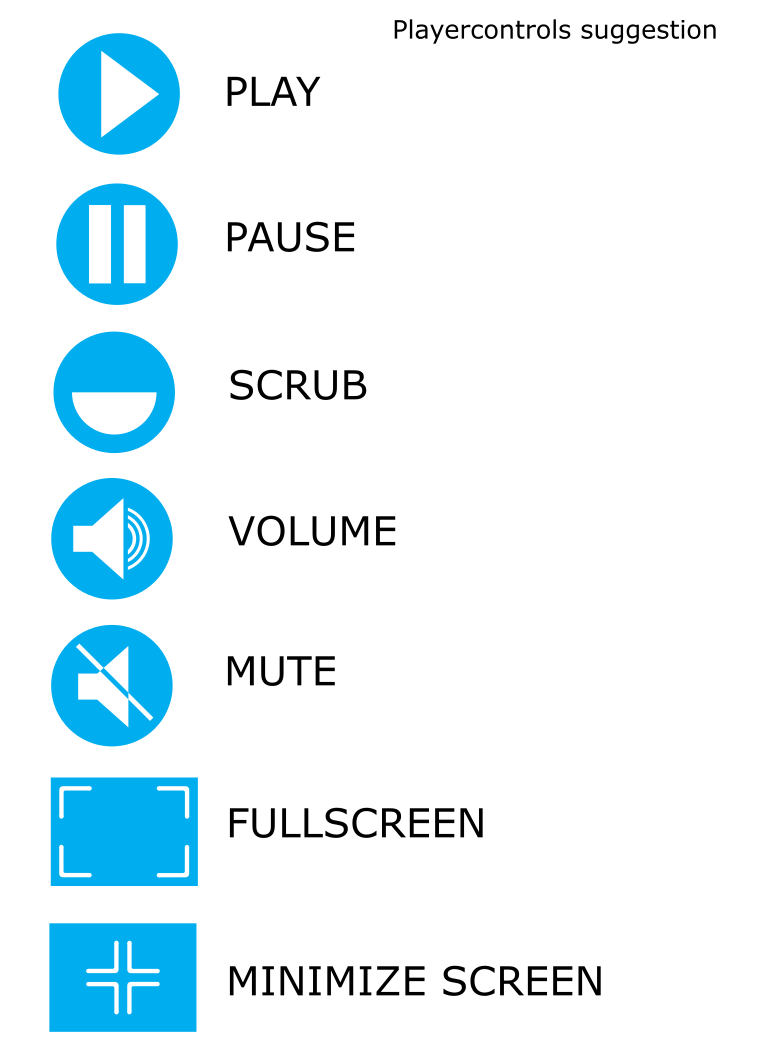 Playercontrols suggestion
PLAY
PAUSE
SCRUB
VOLUME
MUTE
FULLSCREEN
MINIMIZE SCREEN